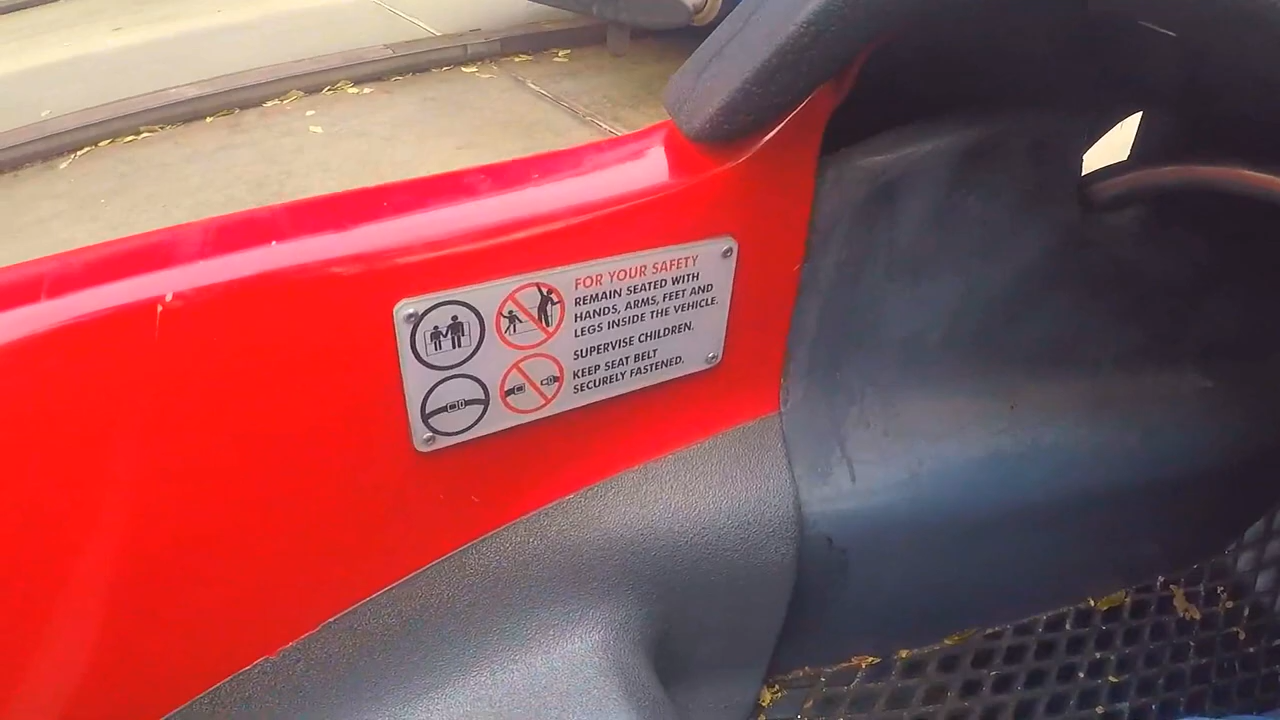 FOR YOUR SAFETY
REMAIN SEATED WITH
HANDS, ARMS, FEET AND
LEGS INSIDE THE VEHICLE.
SUPERVISE CHILDREN.
KEEP SEAT BELT
SECURELY FASTENED.